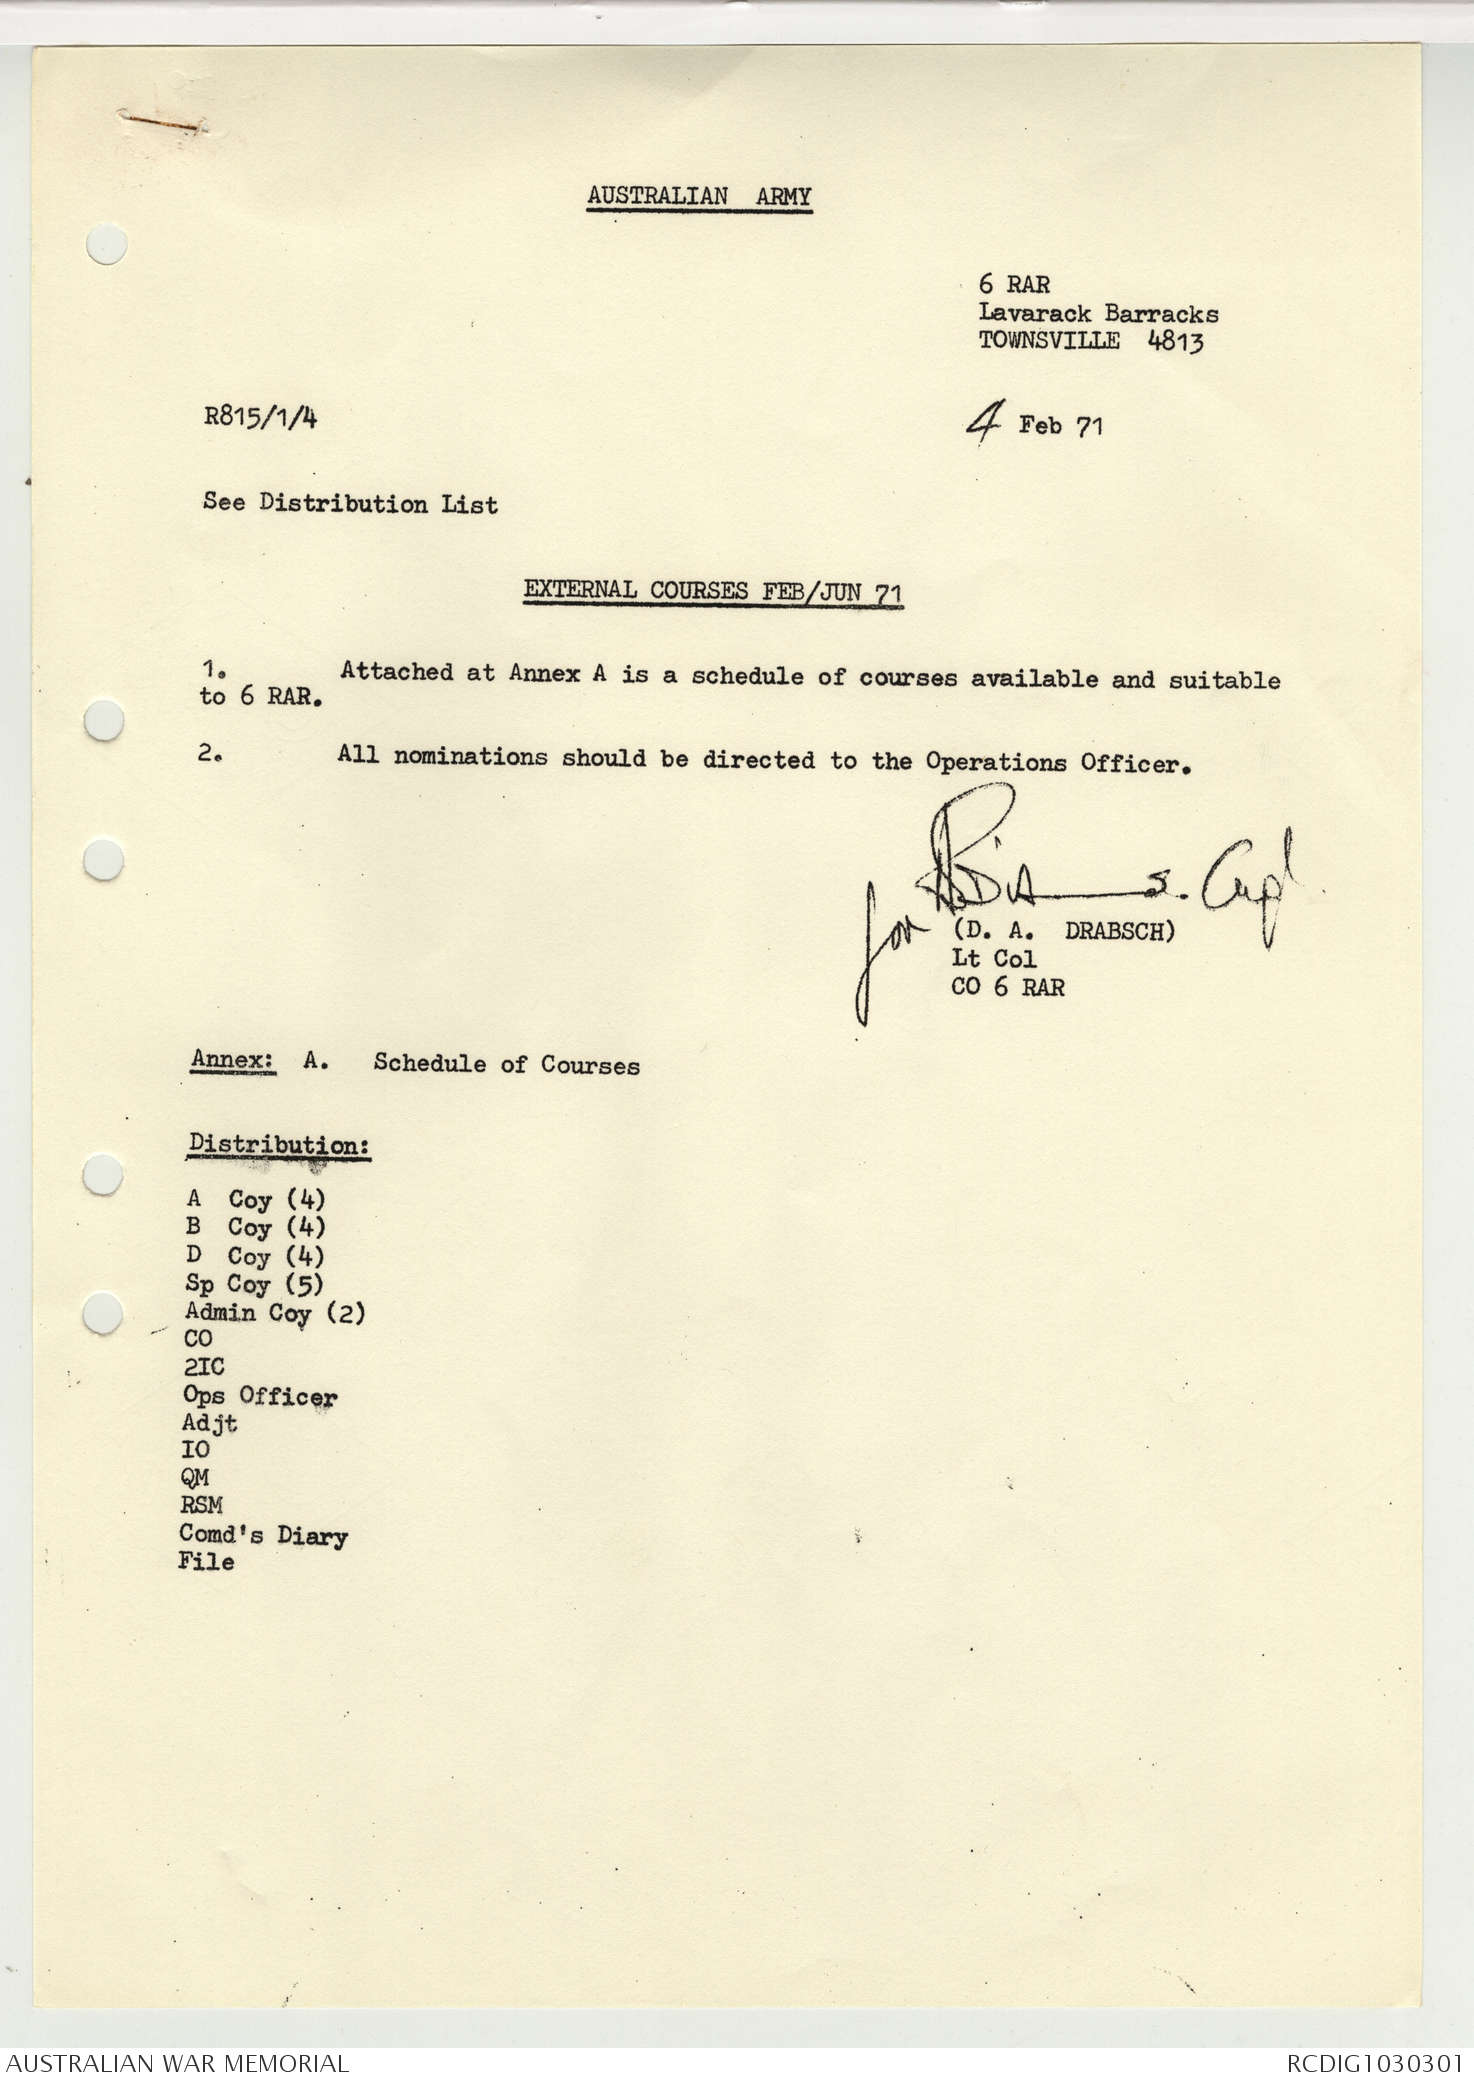 AUSTRALIAN ARMY
6 RAR
Lavarack Barracks
TOWNSVILLE 4813
R815/1/4
4 Feb 71
See Distribution List
EXTERNAL COURSES FEB/JUN 71
1. Attached at Annex A is a schedule of courses available and suitable
to 6 RAR.
2. All nominations should be directed to the Operations Officer.
Capt.
for (D. A. DRABSCH)
Lt Col
CO 6 RAR
Annex: A. Schedule of Courses
Distribution:
A Coy (4)
B Coy (4)
D Coy (4)
Sp Coy (5)
Admin Coy (2)
CO
2IC
Ops Officer
Adjt
IO
QM
RSM
Comd's Diary
File
AUSTRALIAN WAR MEMORIAL
RCDIG1030301